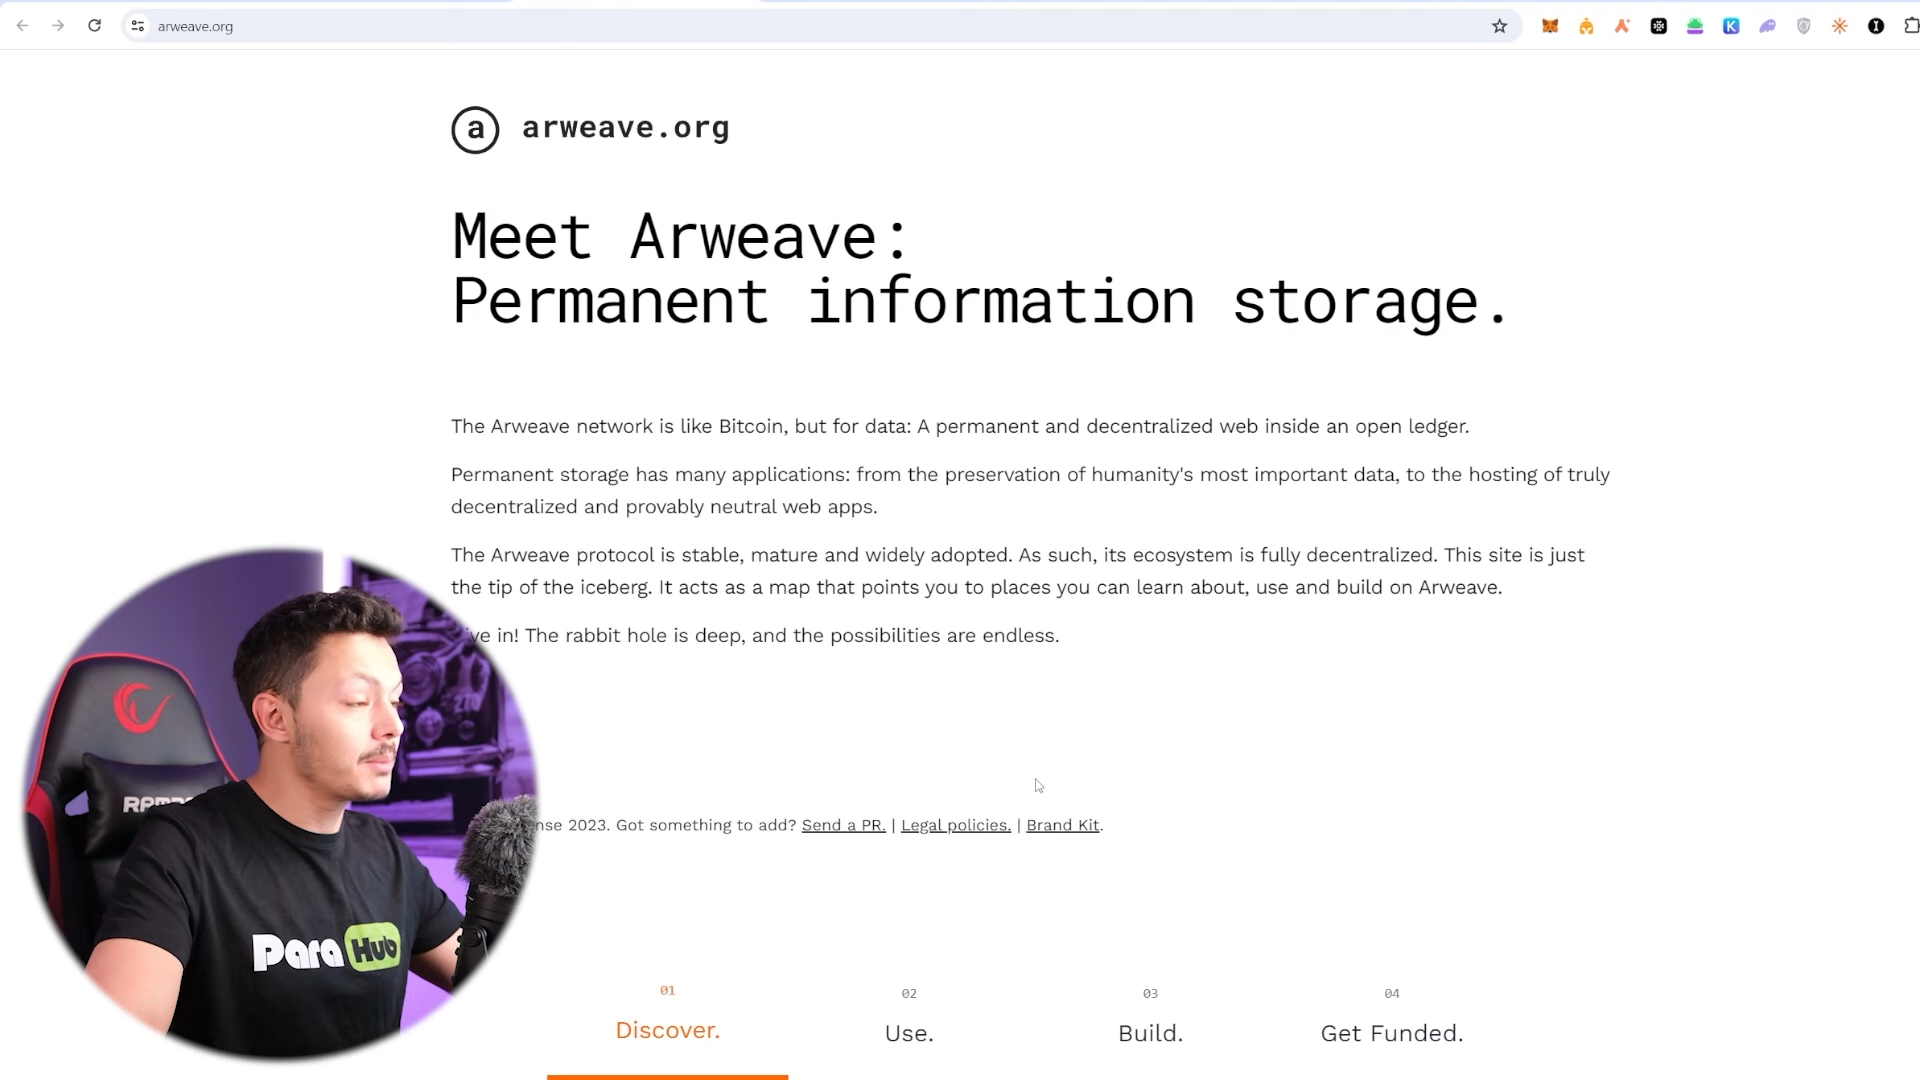 arweave.org
a arweave.org
Meet Arweave:
Permanent information storage.
The Arweave network is like Bitcoin, but for data: A permanent and decentralized web inside an open ledger.
Permanent storage has many applications: from the preservation of humanity's most important data, to the hosting of truly
decentralized and provably neutral web apps.
The Arweave protocol is stable, mature and widely adopted. As such, its ecosystem is fully decentralized. This site is just
the tip of the iceberg. It acts as a map that points you to places you can learn about, use and build on Arweave.
in! The rabbit hole is deep, and the possibilities are endless.
2023. Got something to add? Send a PR. | Legal policies. | Brand Kit.
Para Hub
01
Discover.
02
Use.
03
Build.
04
Get Funded.